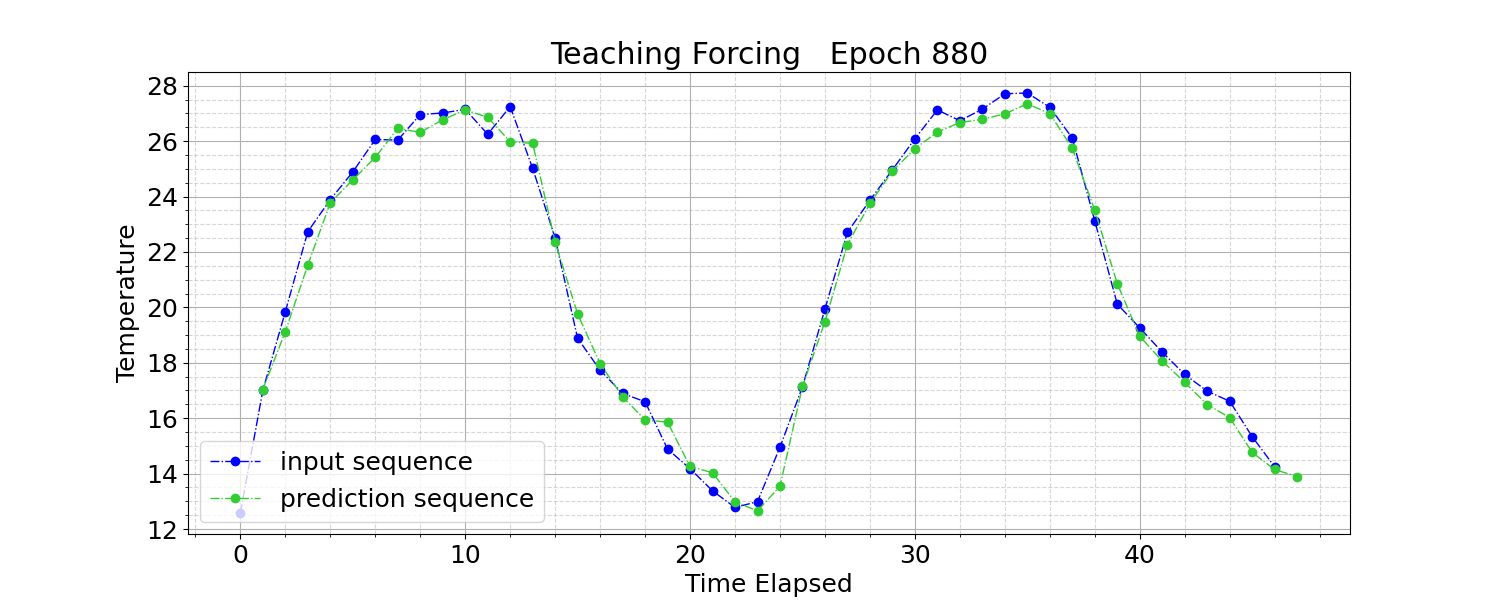 Teaching Forcing   Epoch 880
28
26
24
22
20
18
16
14
12
Temperature
input sequence
prediction sequence
0 10 20 30 40
Time Elapsed